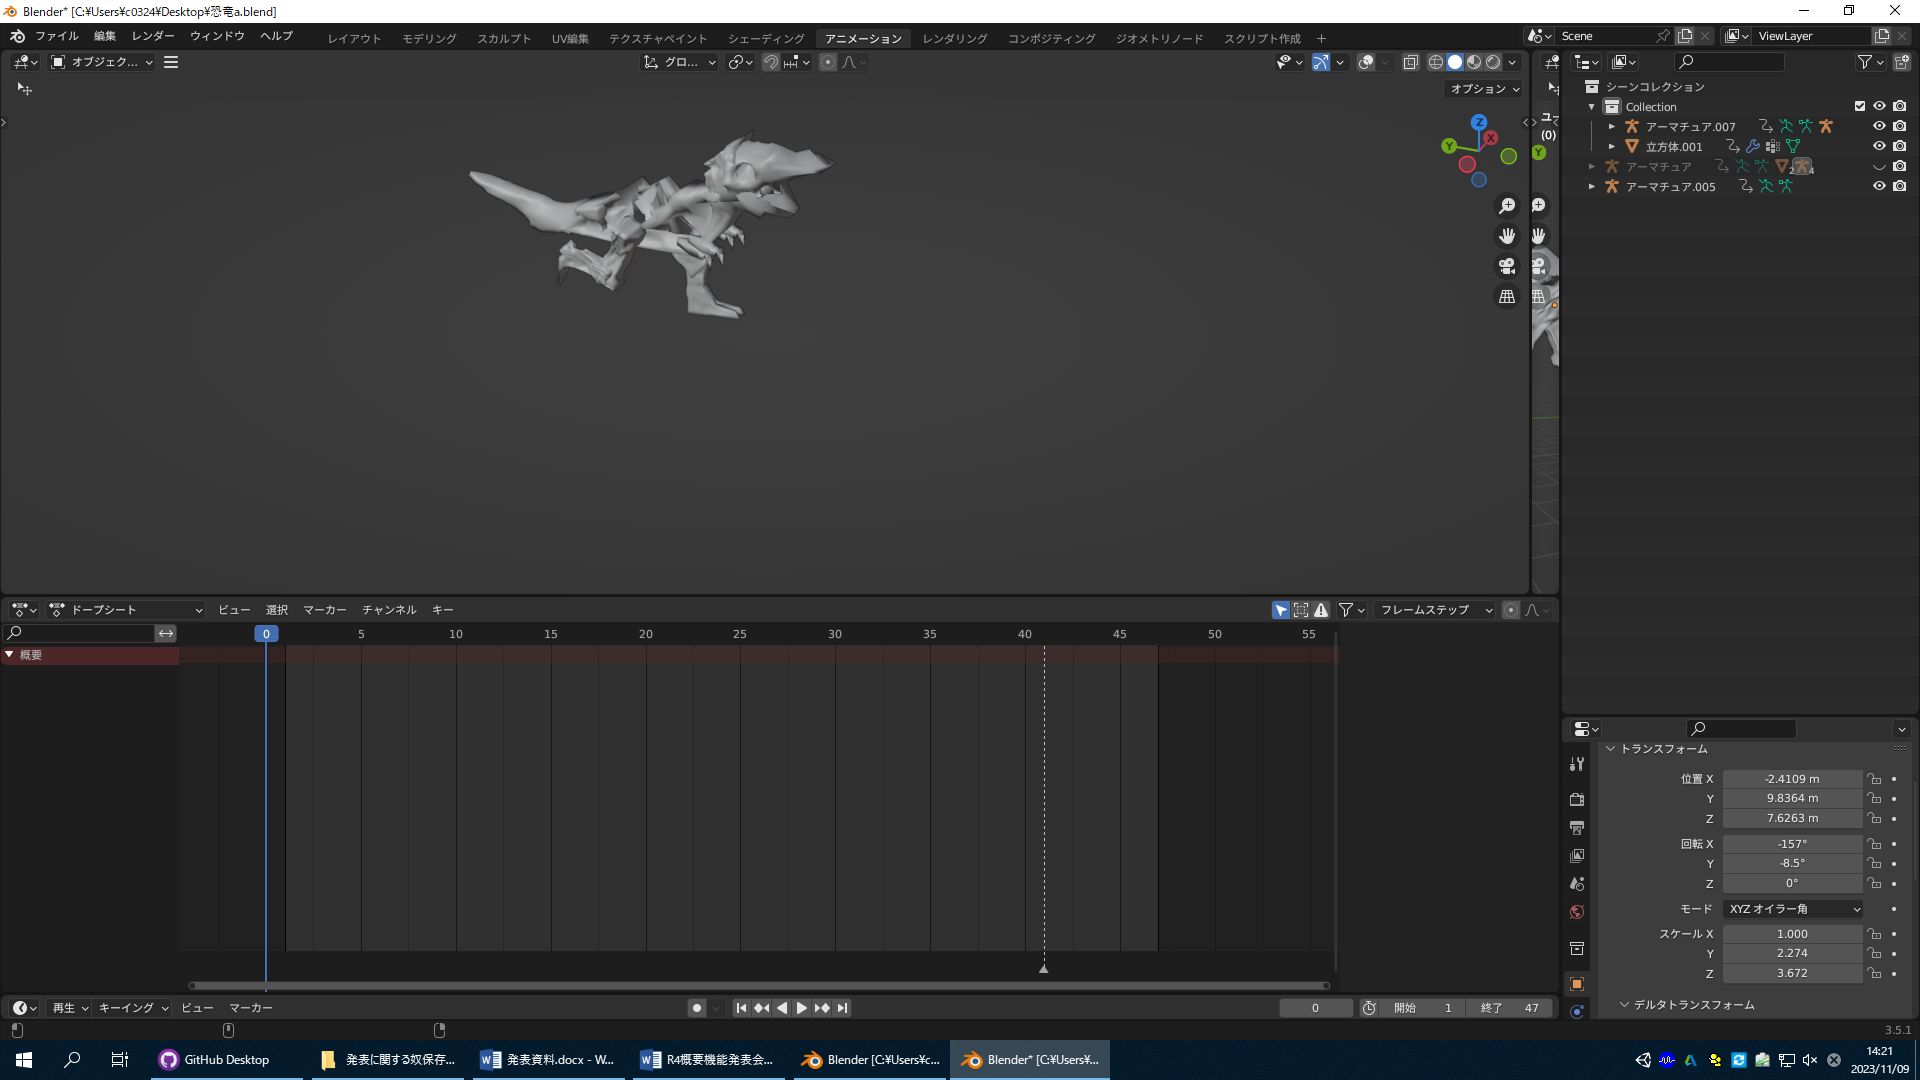 Blender* [C:¥Users¥c0324¥Desktop¥恐竜a.blend]
ファイル 編集 レンダー ウィンドウ ヘルプ レイアウト モデリング スカルプト UV編集 テクスチャペイント シェーディング アニメーション レンダリング コンポジティング ジオメトリノード スクリプト作成 + Scene ViewLayer
オブジェク... グロ...
オプション
シーンコレクション
Collection
アーマチュア.007
立方体.001
アーマチュア
アーマチュア.005
ユー
(0)
Z
X
Y
Y
ドープシート ビュー 選択 マーカー チャンネル キー フレームステップ
0 5 10 15 20 25 30 35 40 45 50 55
概要
トランスフォーム
位置 X -2.4109 m
Y 9.8364 m
Z 7.6263 m
回転 X -157°
Y -8.5°
Z 0°
モード XYZ オイラー角
スケール X 1.000
Y 2.274
Z 3.672
デルタトランスフォーム
再生 キーイング ビュー マーカー 0 開始 1 終了 47
3.5.1
GitHub Desktop 発表に関する奴保存... 発表資料.docx - W... R4概要機能発表会... Blender [C:¥Users¥c... Blender* [C:¥Users¥...
14:21
2023/11/09